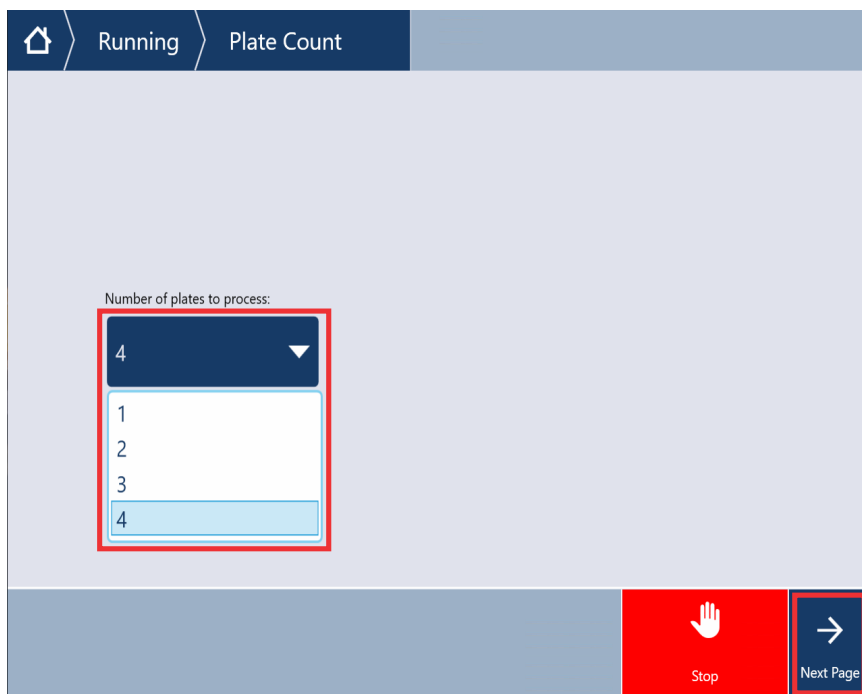 Running
Plate Count
Number of plates to process:
4
1
2
3
4
Stop
Next Page